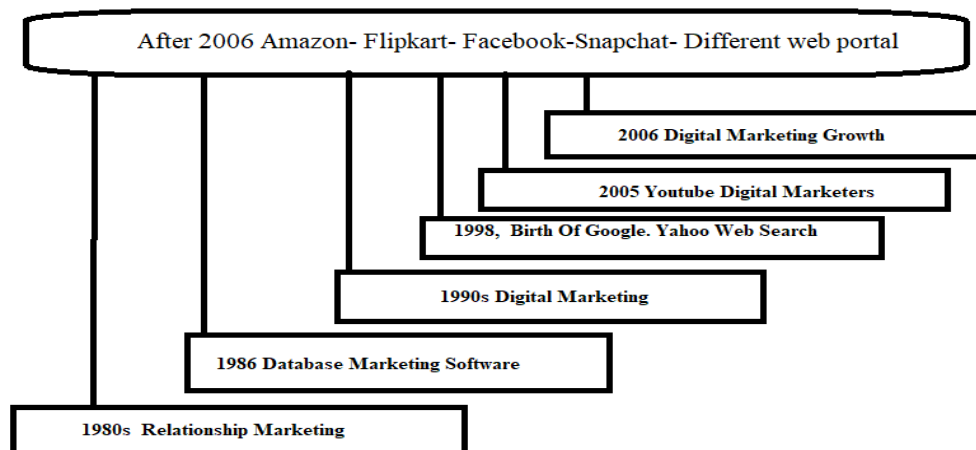 After 2006 Amazon- Flipkart- Facebook-Snapchat- Different web portal
2006 Digital Marketing Growth
2005 Youtube Digital Marketers
1998, Birth Of Google. Yahoo Web Search
1990s Digital Marketing
1986 Database Marketing Software
1980s Relationship Marketing